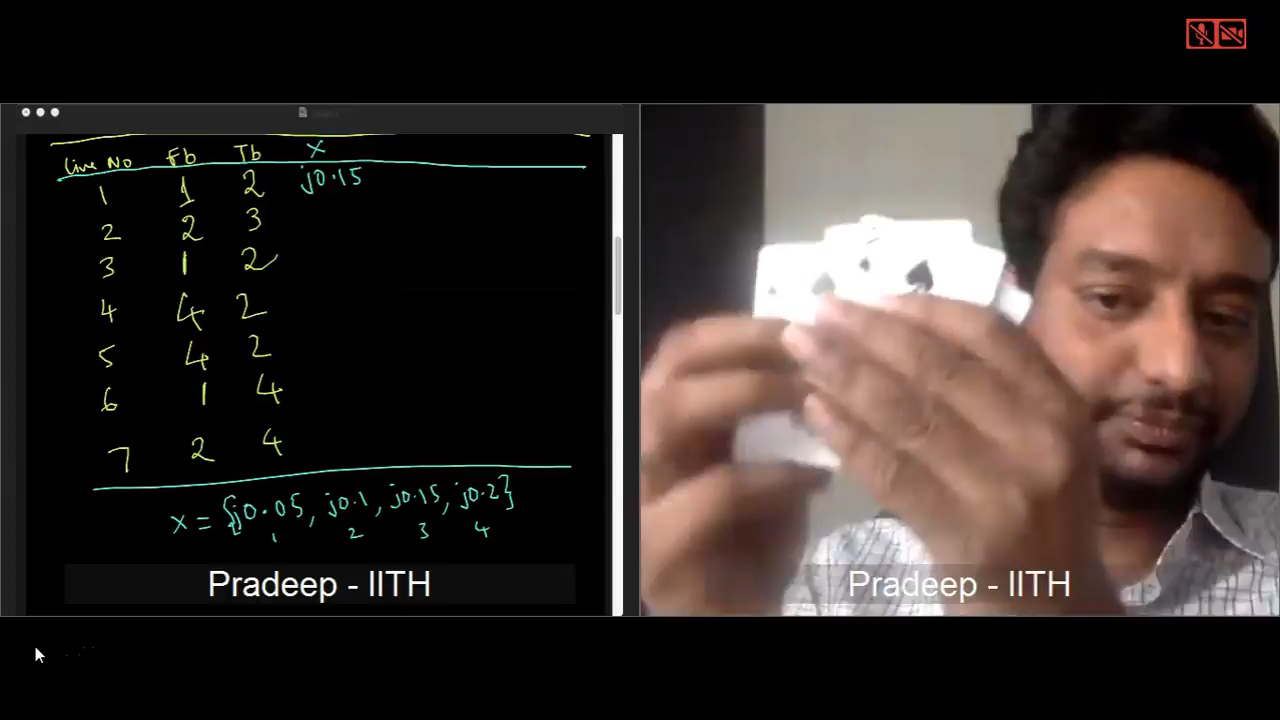 Line No Fb Tb X
1 1 2 j0.15
2 2 3
3 1 2
4 4 2
5 4 2
6 1 4
7 2 4
X = {j0.05, j0.1, j0.15, j0.2}
1 2 3 4
Pradeep - IITH
Pradeep - IITH